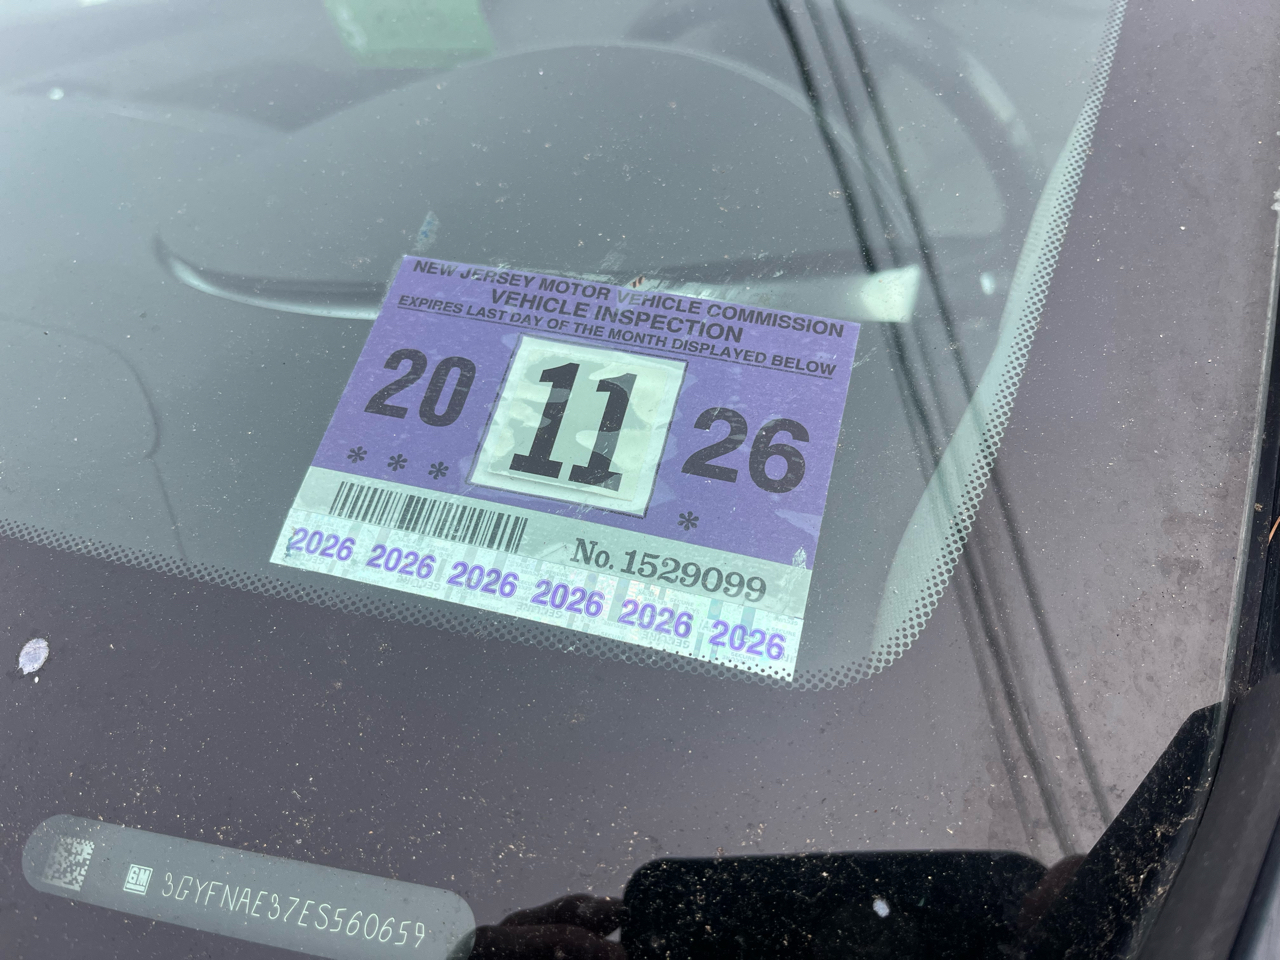 NEW JERSEY MOTOR VEHICLE COMMISSION
VEHICLE INSPECTION
EXPIRES LAST DAY OF THE MONTH DISPLAYED BELOW
20 11 26
* * * *
No. 1529099
2026 2026 2026 2026 2026 2026
GM 3GYFNAE37ES560659